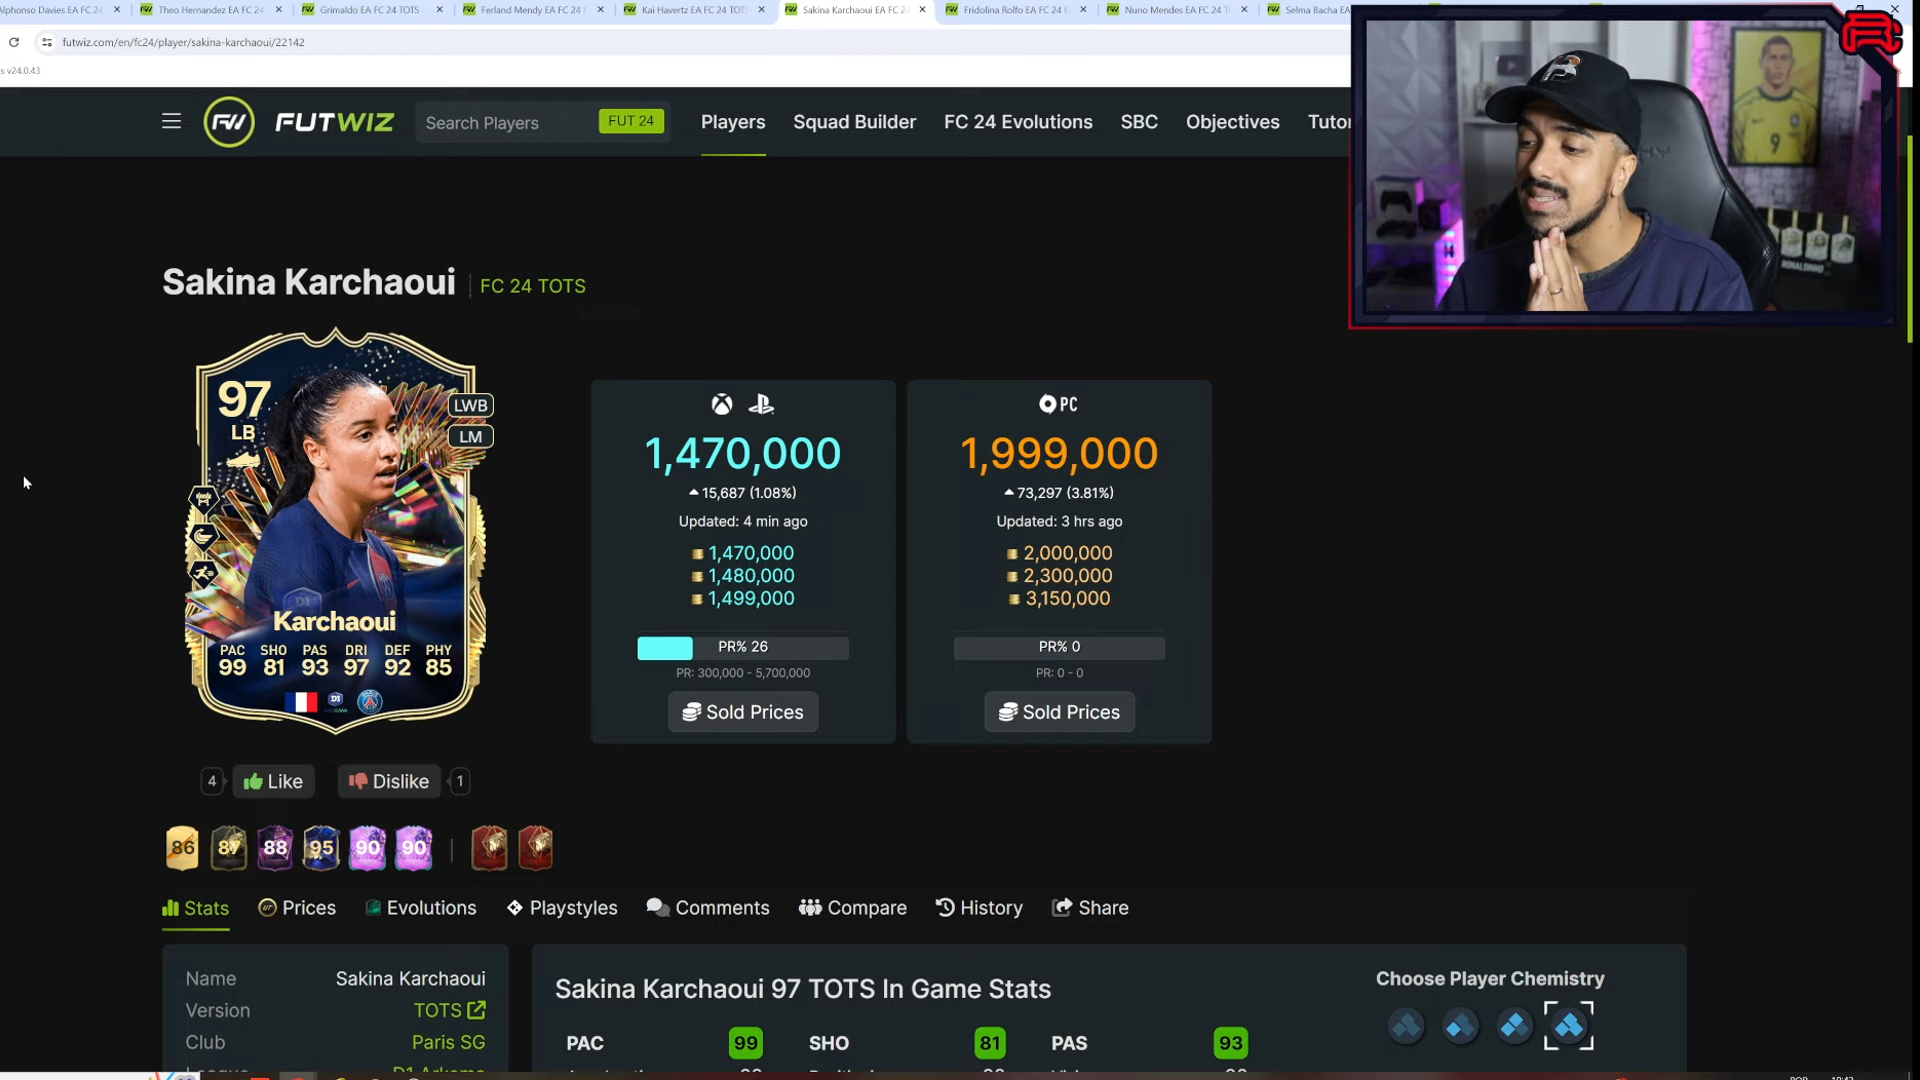 Alphonso Davies EA FC 24
Theo Hernandez EA FC 24
Grimaldo EA FC 24 TOTS
Ferland Mendy EA FC 24 F
Kai Havertz EA FC 24 TOTS
Sakina Karchaoui EA FC 24
Fridolina Rolfo EA FC 24 F
Nuno Mendes EA FC 24 T
Selma Bacha EA
futwiz.com/en/fc24/player/sakina-karchaoui/22142
s v24.0.43
FW FUTWIZ
Search Players
FUT 24
Players
Squad Builder
FC 24 Evolutions
SBC
Objectives
Tutor
9
RONALDINHO
Sakina Karchaoui
FC 24 TOTS
97
LB
LWB
LM
Karchaoui
PAC SHO PAS DRI DEF PHY
99 81 93 97 92 85
D1
1,470,000
15,687 (1.08%)
Updated: 4 min ago
1,470,000
1,480,000
1,499,000
PR% 26
PR: 300,000 - 5,700,000
Sold Prices
PC
1,999,000
73,297 (3.81%)
Updated: 3 hrs ago
2,000,000
2,300,000
3,150,000
PR% 0
PR: 0 - 0
Sold Prices
4 Like
Dislike 1
86 87 88 95 90 90
Stats
Prices
Evolutions
Playstyles
Comments
Compare
History
Share
Name Sakina Karchaoui
Version TOTS
Club Paris SG
Sakina Karchaoui 97 TOTS In Game Stats
PAC 99 SHO 81 PAS 93
Choose Player Chemistry